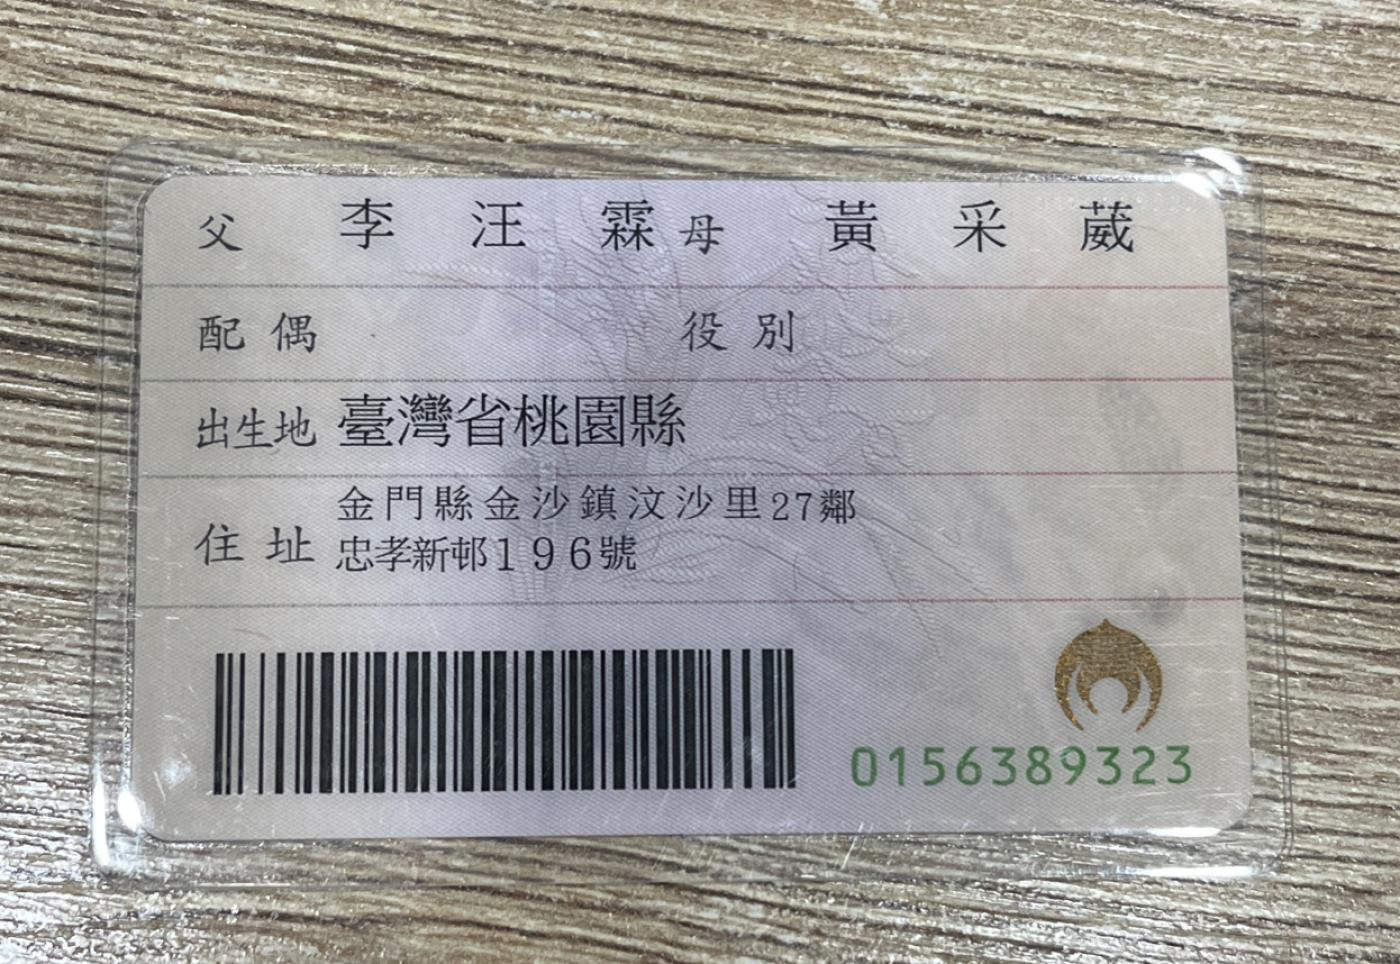 父 李汪霖 母 黃采葳
配偶 役別
出生地 臺灣省桃園縣
住址 金門縣金沙鎮汶沙里27鄰
忠孝新邨196號
0156389323